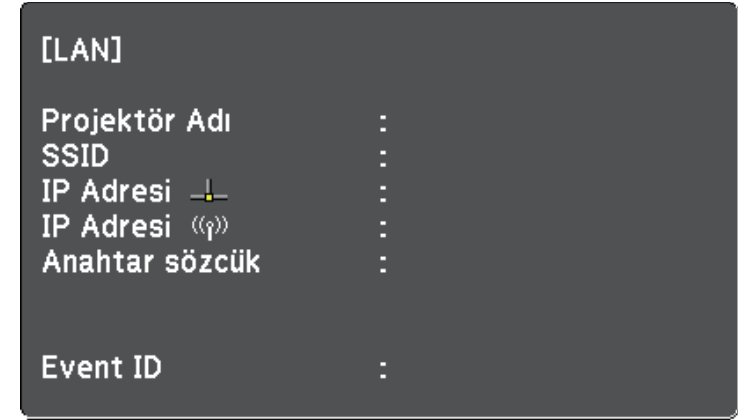 [LAN]
Projektör Adı :
SSID :
IP Adresi :
IP Adresi :
Anahtar sözcük :
Event ID :